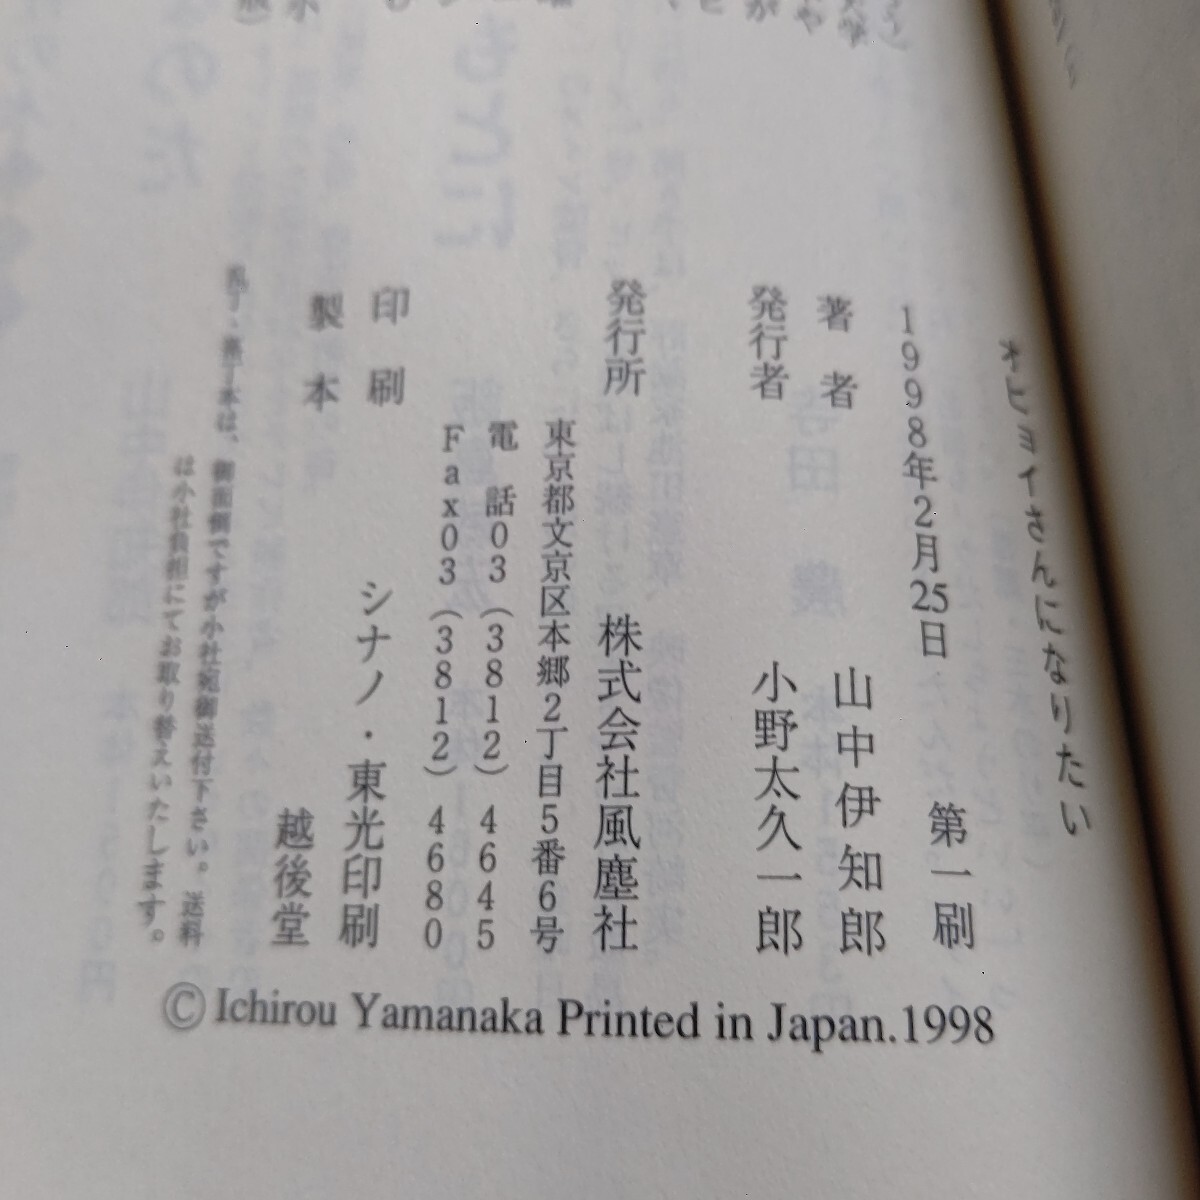 オヒョイさんになりたい
1998年2月25日　第一刷
著者　山中伊知郎
発行者　小野太久一郎
発行所　株式会社風塵社
東京都文京区本郷2丁目5番6号
電話03(3812)4645
Fax03(3812)4680
印刷　シナノ・東光印刷
製本　越後堂
乱丁・落丁本は、御面倒ですが小社宛御送付下さい。送料
は小社負担にてお取り替えいたします。
©Ichirou Yamanaka Printed in Japan.1998